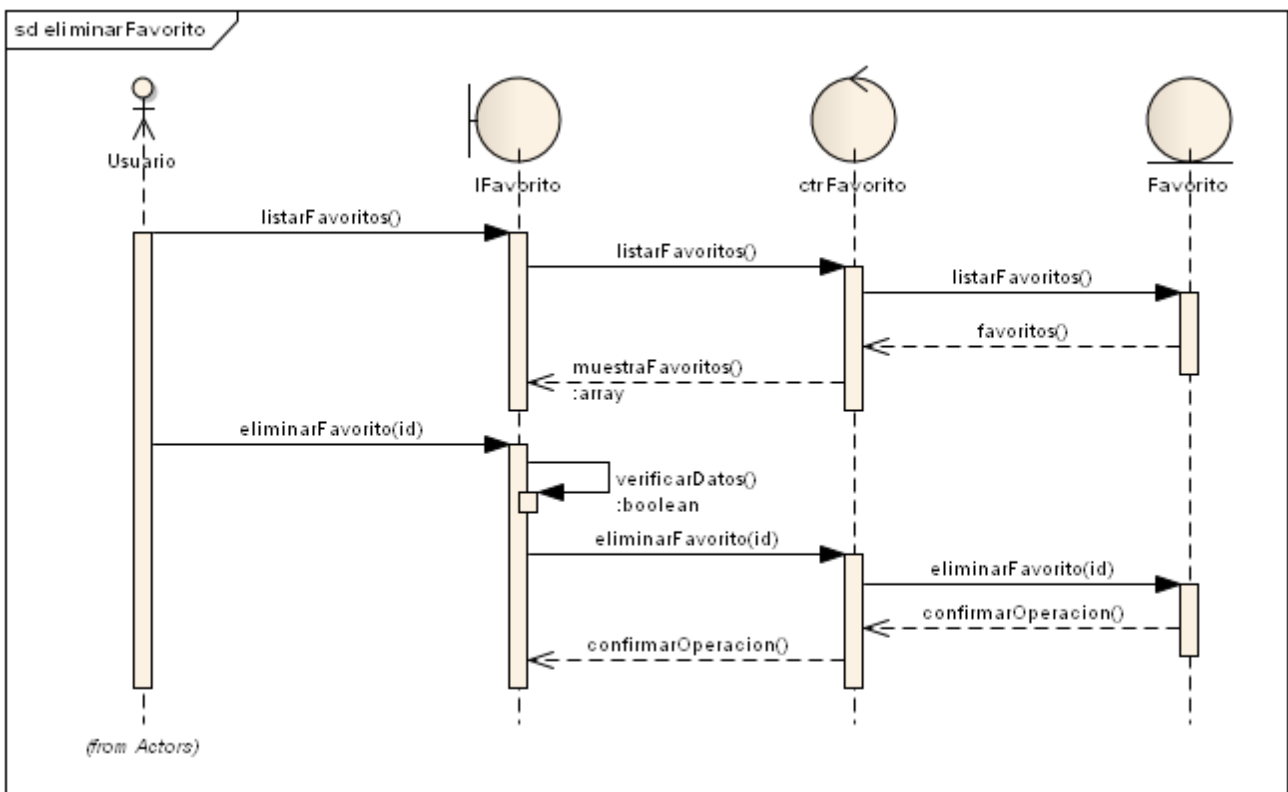 sd eliminarFavorito
Usuario
IFavorito
ctrFavorito
Favorito
listarFavoritos()
listarFavoritos()
listarFavoritos()
favoritos()
muestraFavoritos()
:array
eliminarFavorito(id)
verificarDatos()
:boolean
eliminarFavorito(id)
eliminarFavorito(id)
confirmarOperacion()
confirmarOperacion()
(from Actors)